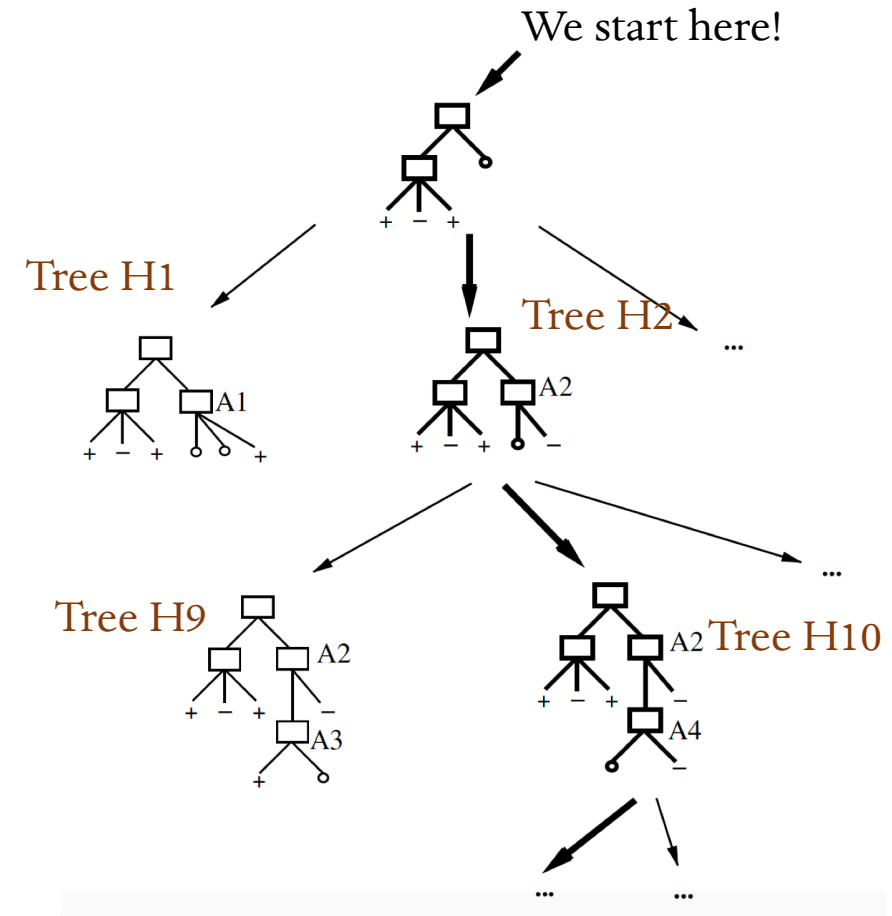 We start here!
+ − +
Tree H1
Tree H2
...
A1
A2
+ − + +
+ − + −
...
Tree H9
A2
A2
Tree H10
+ − + −
+ − + −
A3
A4
+
−
... ...